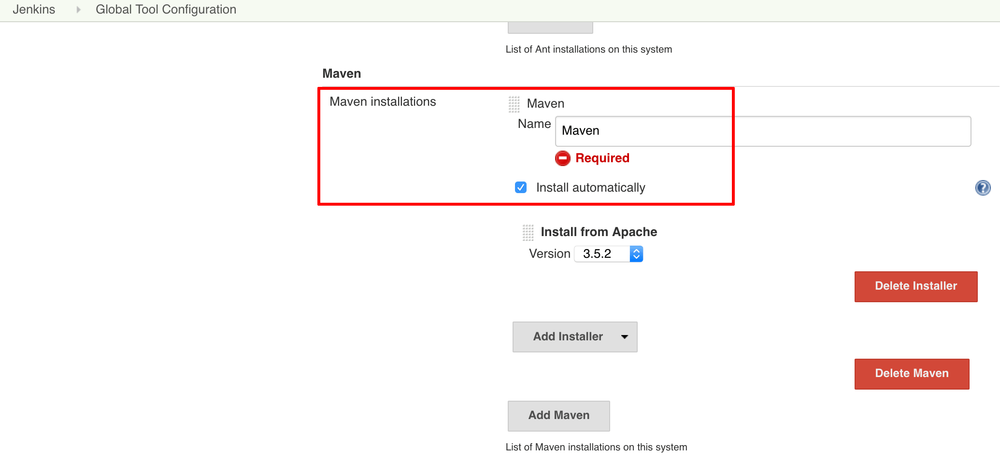 Jenkins Global Tool Configuration
List of Ant installations on this system
Maven
Maven installations Maven
Name Maven
Required
Install automatically
?
Install from Apache
Version 3.5.2
Delete Installer
Add Installer
Delete Maven
Add Maven
List of Maven installations on this system